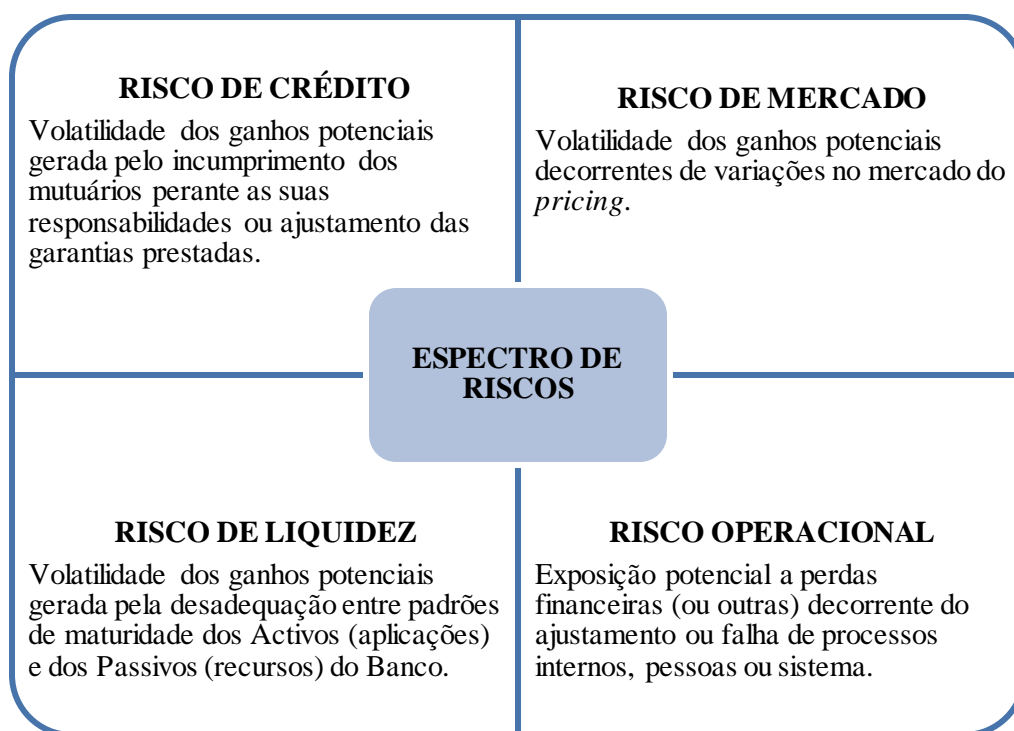 RISCO DE CRÉDITO
Volatilidade dos ganhos potenciais
gerada pelo incumprimento dos
mutuários perante as suas
responsabilidades ou ajustamento das
garantias prestadas.
RISCO DE MERCADO
Volatilidade dos ganhos potenciais
decorrentes de variações no mercado do
pricing.
ESPECTRO DE
RISCOS
RISCO DE LIQUIDEZ
Volatilidade dos ganhos potenciais
gerada pela desadequação entre padrões
de maturidade dos Activos (aplicações)
e dos Passivos (recursos) do Banco.
RISCO OPERACIONAL
Exposição potencial a perdas
financeiras (ou outras) decorrente do
ajustamento ou falha de processos
internos, pessoas ou sistema.